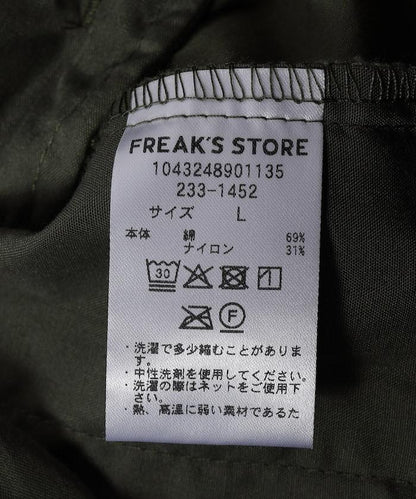 FREAK'S STORE
1043248901135
233-1452
サイズ L
本体 綿 69%
ナイロン 31%
30
F
・洗濯で多少縮むことがありま
す。
・中性洗剤を使用してください。
・洗濯の際はネットをご使用下
さい。
・熱、高温に弱い素材であるた